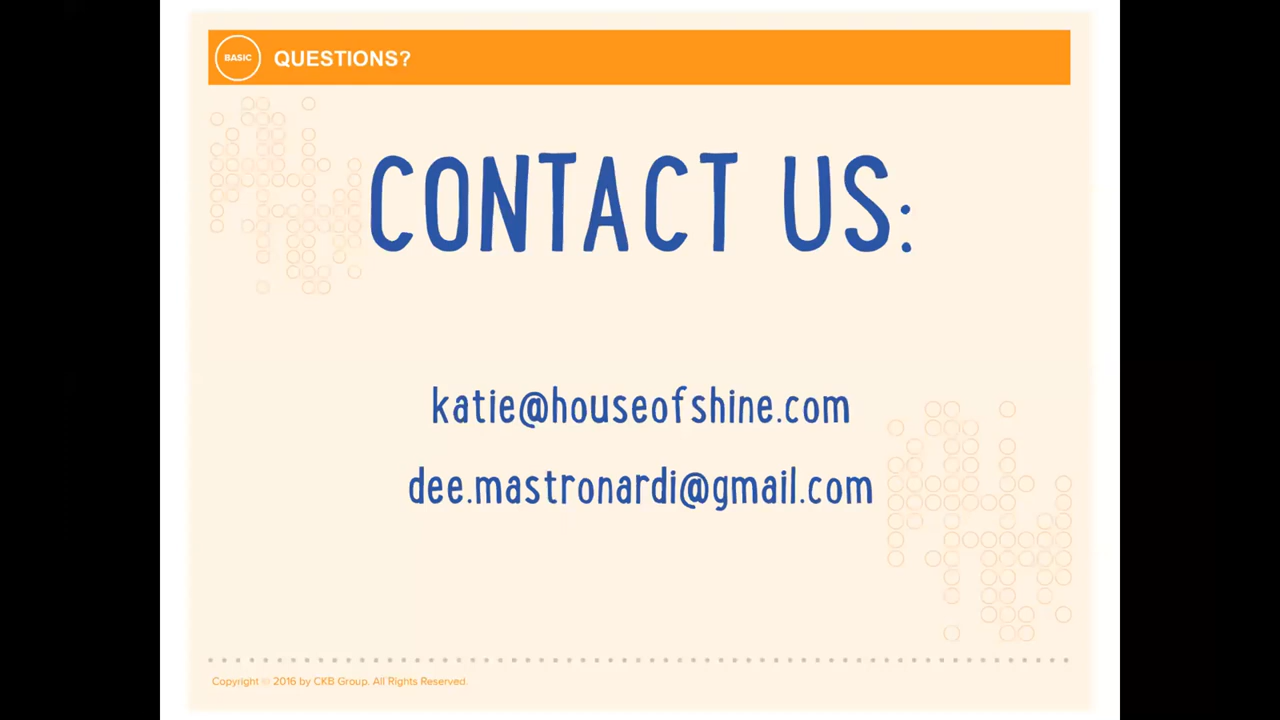 BASIC
QUESTIONS?
CONTACT US:
katie@houseofshine.com
dee.mastronardi@gmail.com
Copyright © 2016 by CKB Group. All Rights Reserved.